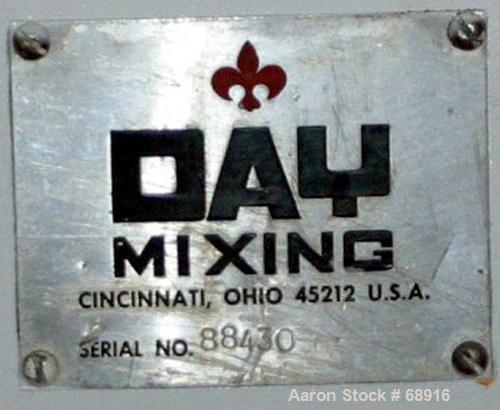 DAY
MIXING
CINCINNATI, OHIO 45212 U.S.A.
SERIAL NO. 88430
Aaron Stock # 68916